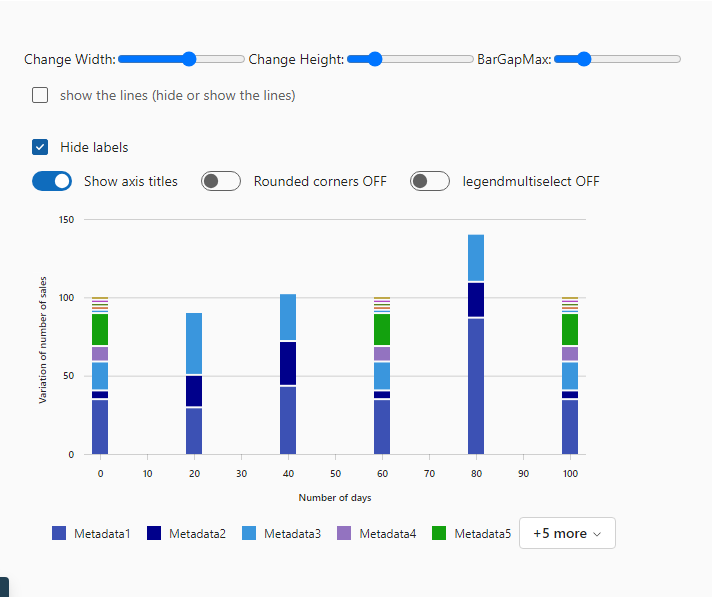 Change Width: Change Height: BarGapMax:
show the lines (hide or show the lines)
Hide labels
Show axis titles Rounded corners OFF legendmultiselect OFF
150
100
50
0
Variation of number of sales
0 10 20 30 40 50 60 70 80 90 100
Number of days
Metadata1 Metadata2 Metadata3 Metadata4 Metadata5 +5 more